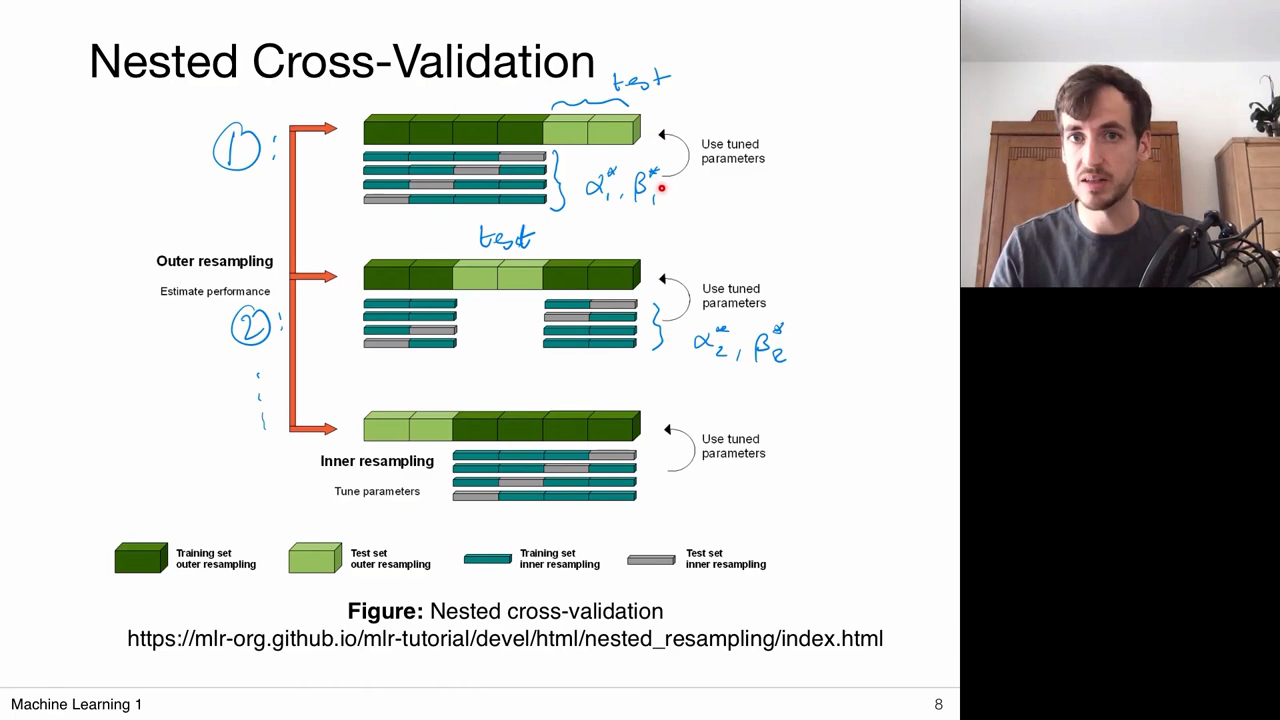 Nested Cross-Validation
test
1 :
Use tuned
parameters
α₁*, β₁*
test
Outer resampling
Estimate performance
Use tuned
parameters
2 :
α₂*, β₂*
Use tuned
parameters
Inner resampling
Tune parameters
Training set
outer resampling
Test set
outer resampling
Training set
inner resampling
Test set
inner resampling
Figure: Nested cross-validation
https://mlr-org.github.io/mlr-tutorial/devel/html/nested_resampling/index.html
Machine Learning 1
8